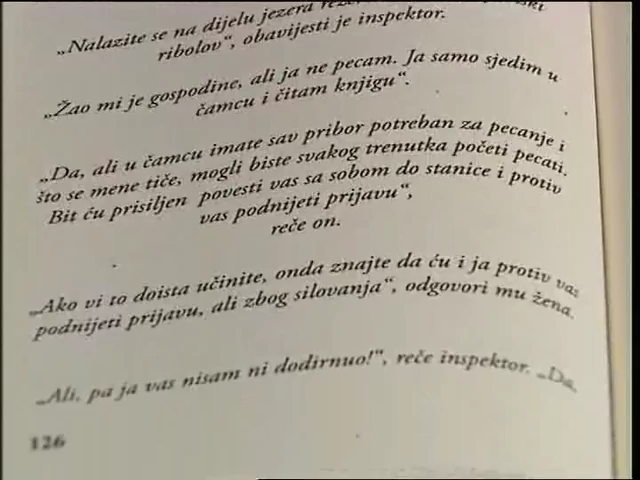 „Nalazite se na dijelu jezera
ribolov“, obavijesti je inspektor.
„Žao mi je gospodine, ali ja ne pecam. Ja samo sjedim u
čamcu i čitam knjigu“.
„Da, ali u čamcu imate sav pribor potreban za pecanje i
što se mene tiče, mogli biste svakog trenutka početi pecati.
Bit ću prisiljen povesti vas sa sobom do stanice i protiv
vas podnijeti prijavu“,
reče on.
„Ako vi to doista učinite, onda znajte da ću i ja protiv vas
podnijeti prijavu, ali zbog silovanja“, odgovori mu žena.
„Ali, pa ja vas nisam ni dodirnuo!“, reče inspektor. „Da,
126